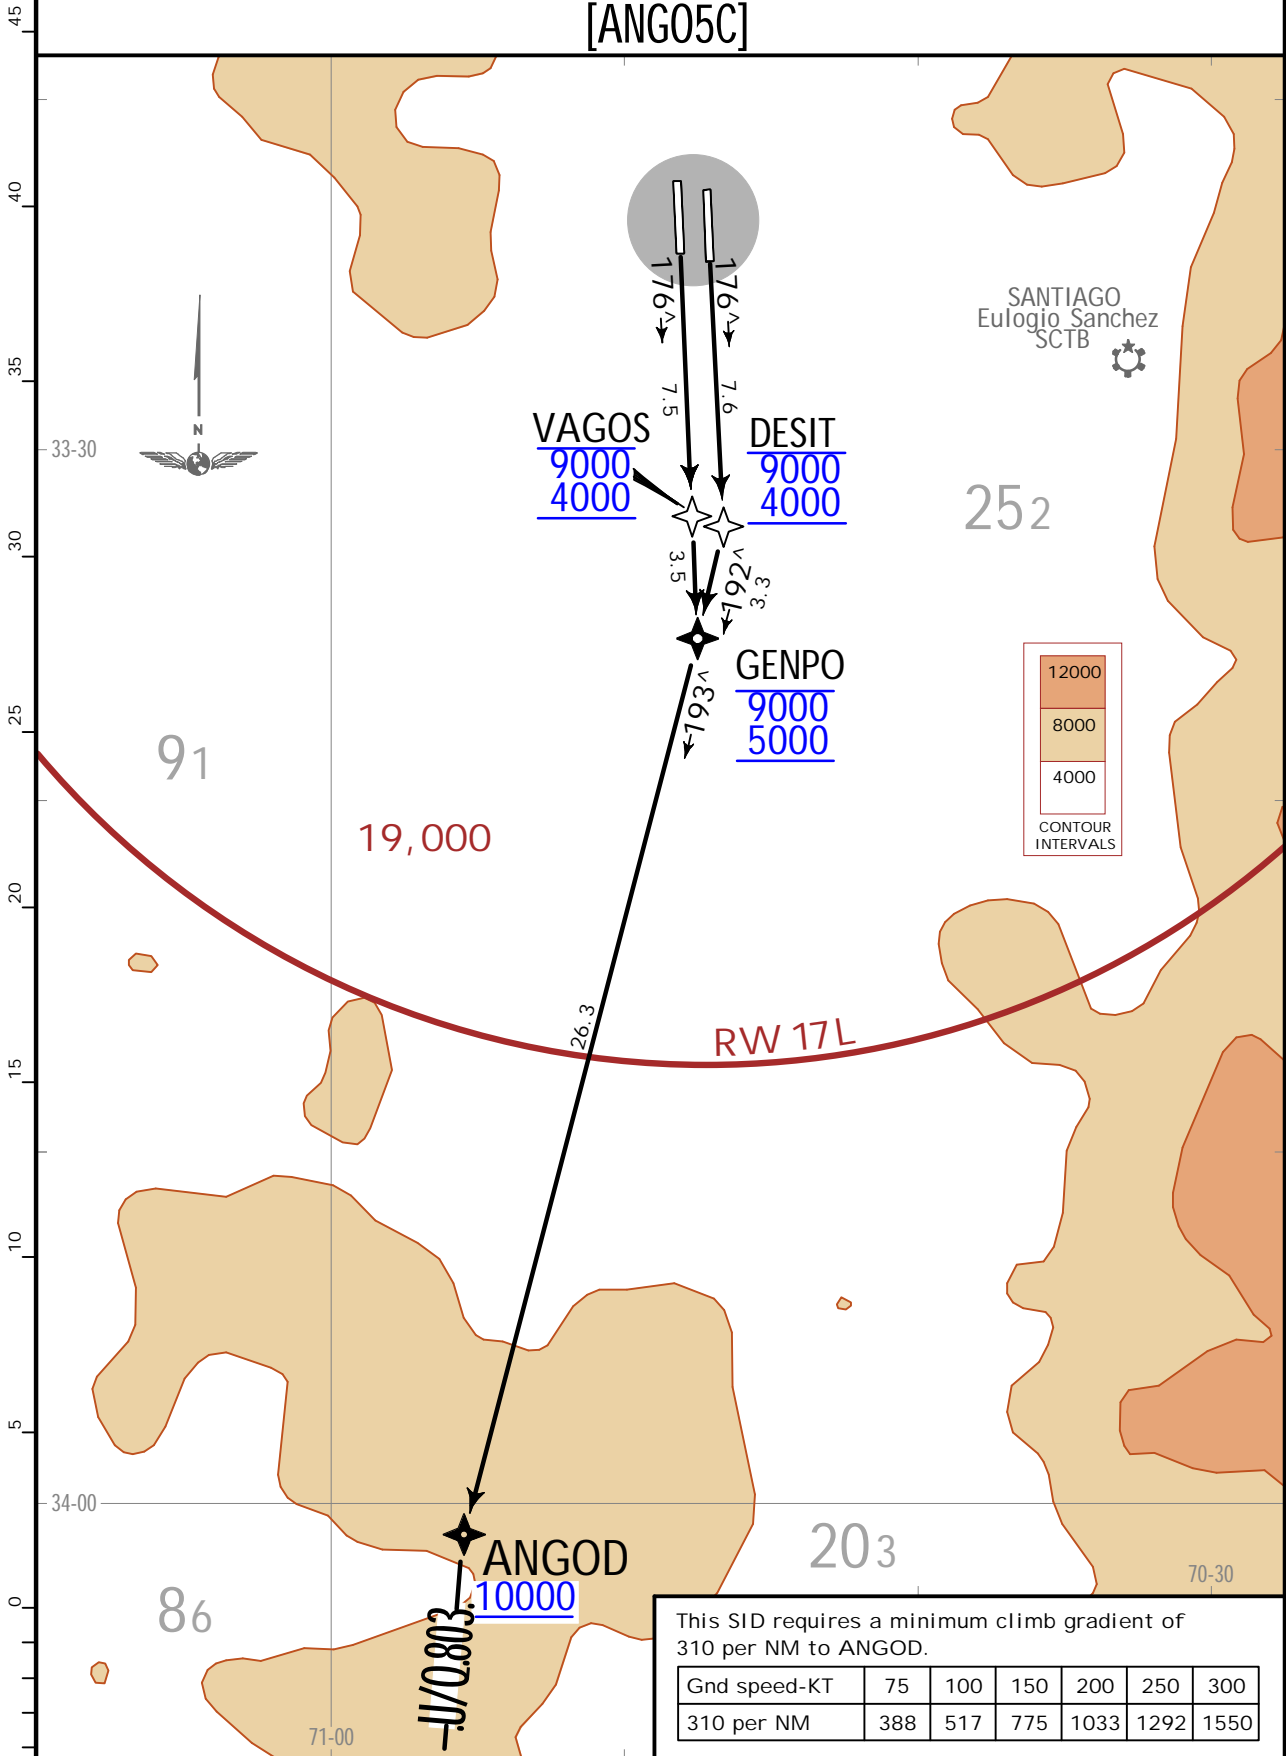 [ANGO5C]
45
40
35
30
25
20
15
10
5
0
176^
176^
SANTIAGO
Eulogio Sanchez
SCTB
7.5
7.6
N
33-30
VAGOS
9000
4000
DESIT
9000
4000
252
3.5
192^
3.3
GENPO
9000
5000
193^
12000
8000
4000
CONTOUR
INTERVALS
91
19,000
26.3
RW 17L
34-00
ANGOD
10000
203
70-30
86
71-00
This SID requires a minimum climb gradient of
310 per NM to ANGOD.
Gnd speed-KT 75 100 150 200 250 300
310 per NM 388 517 775 1033 1292 1550